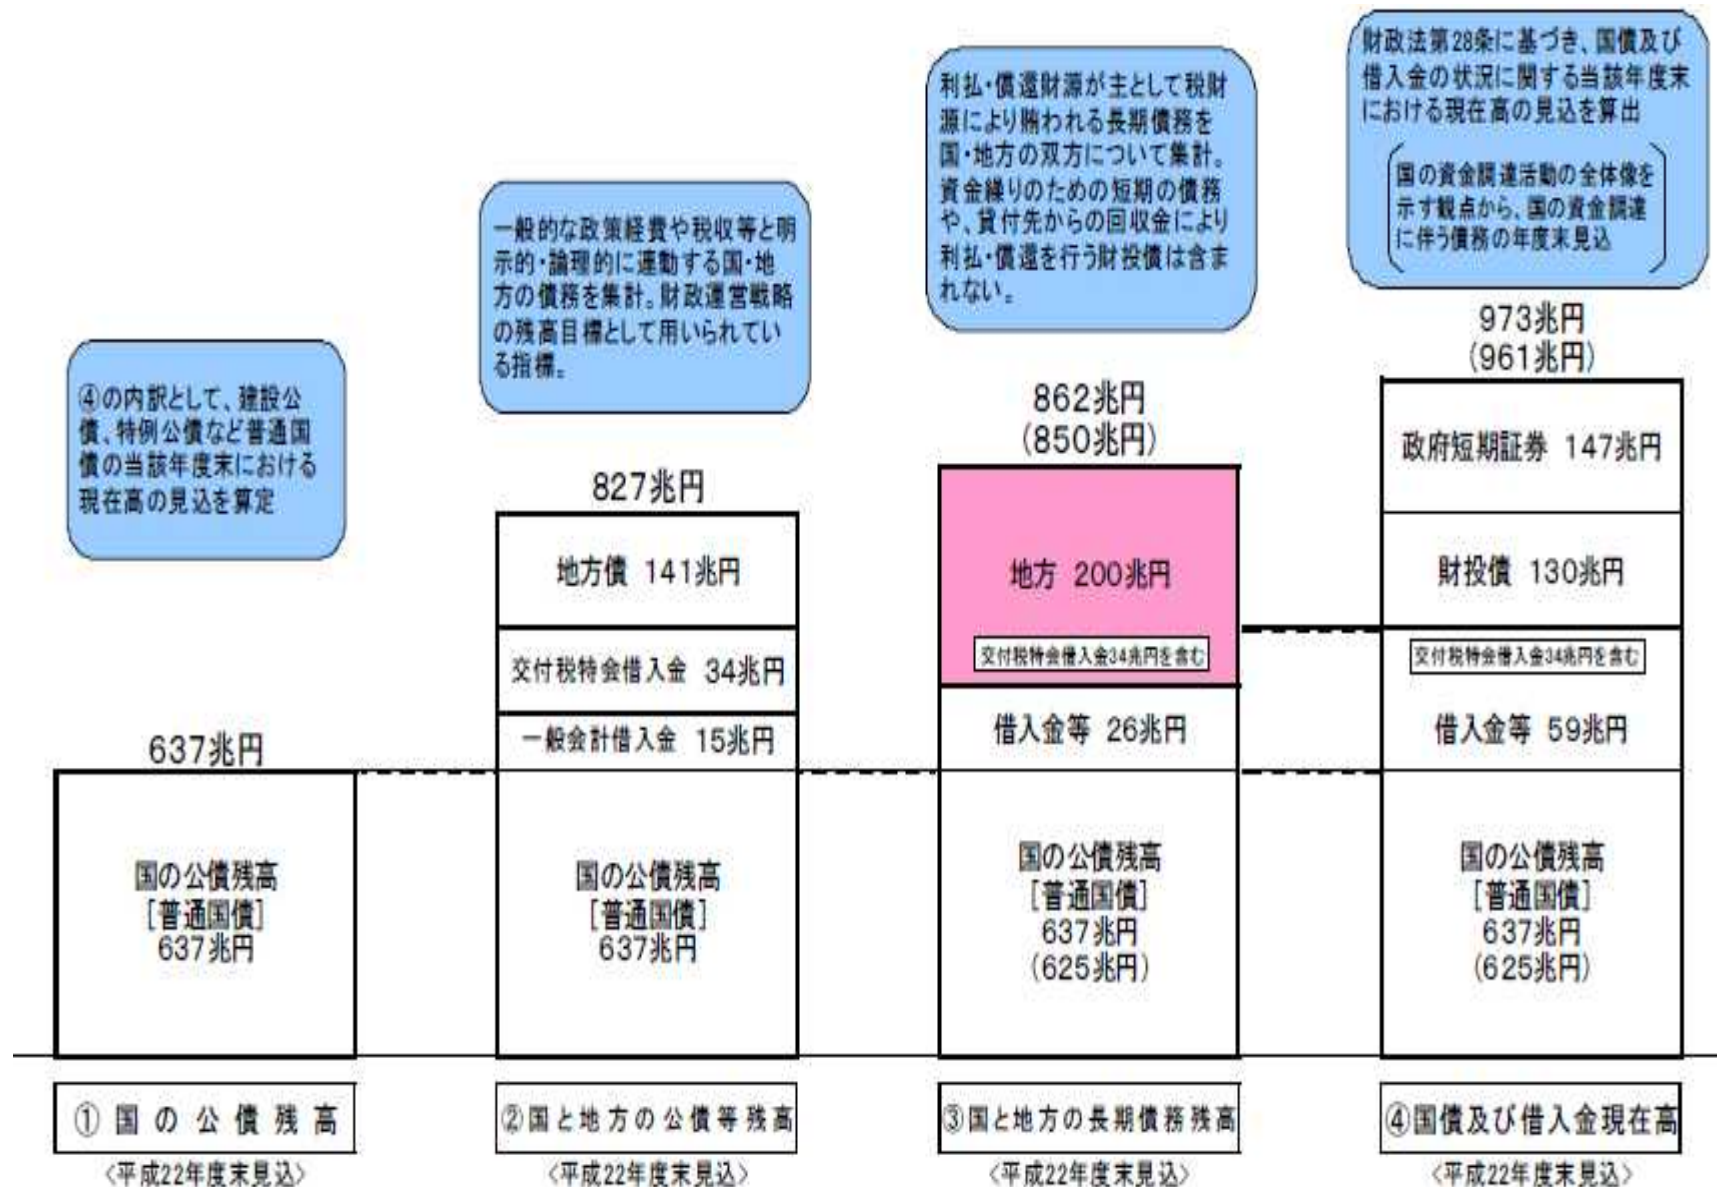 ④の内訳として、建設公
債、特例公債など普通国
債の当該年度末における
現在高の見込を算定
637兆円
国の公債残高
[普通国債]
637兆円
①国の公債残高
〈平成22年度末見込〉
一般的な政策経費や税収等と明
示的・論理的に連動する国・地
方の債務を集計。財政運営戦略
の残高目標として用いられてい
る指標。
827兆円
地方債 141兆円
交付税特会借入金 34兆円
一般会計借入金 15兆円
国の公債残高
[普通国債]
637兆円
②国と地方の公債等残高
〈平成22年度末見込〉
利払・償還財源が主として税財
源により賄われる長期債務を
国・地方の双方について集計。
資金繰りのための短期の債務
や、貸付先からの回収金により
利払・償還を行う財投債は含ま
れない。
862兆円
(850兆円)
地方 200兆円
交付税特会借入金34兆円を含む
借入金等 26兆円
国の公債残高
[普通国債]
637兆円
(625兆円)
③国と地方の長期債務残高
〈平成22年度末見込〉
財政法第28条に基づき、国債及び
借入金の状況に関する当該年度末
における現在高の見込を算出
国の資金調達活動の全体像を
示す観点から、国の資金調達
に伴う債務の年度末見込
973兆円
(961兆円)
政府短期証券 147兆円
財投債 130兆円
交付税特会借入金34兆円を含む
借入金等 59兆円
国の公債残高
[普通国債]
637兆円
(625兆円)
④国債及び借入金現在高
〈平成22年度末見込〉